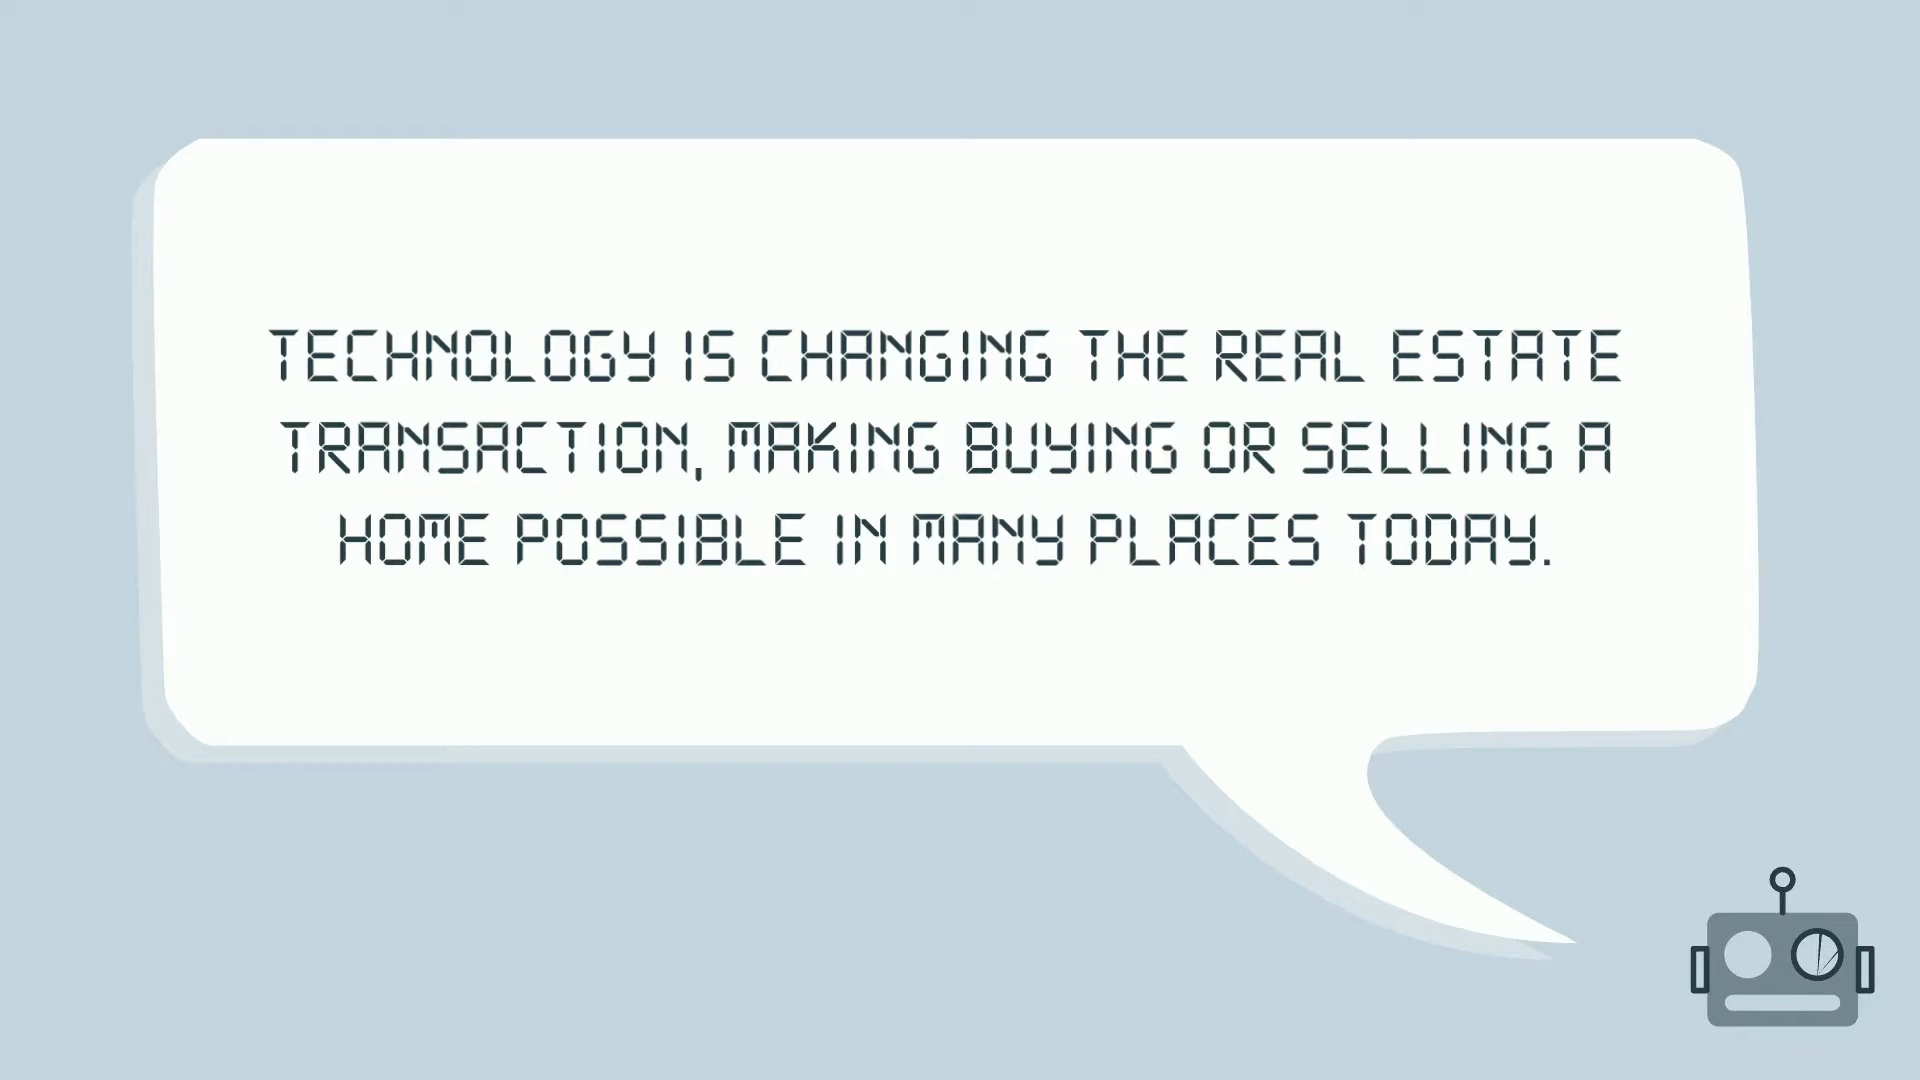 TECHNOLOGY IS CHANGING THE REAL ESTATE
TRANSACTION, MAKING BUYING OR SELLING A
HOME POSSIBLE IN MANY PLACES TODAY.